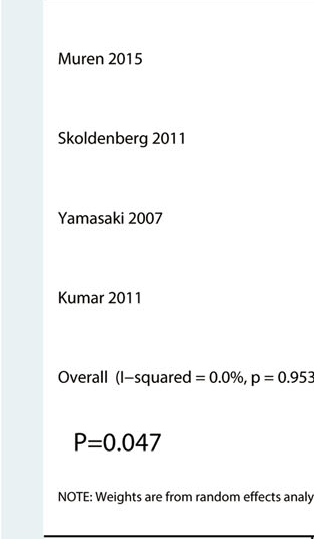 Muren 2015
Skoldenberg 2011
Yamasaki 2007
Kumar 2011
Overall (I−squared = 0.0%, p = 0.953
P=0.047
NOTE: Weights are from random effects analy